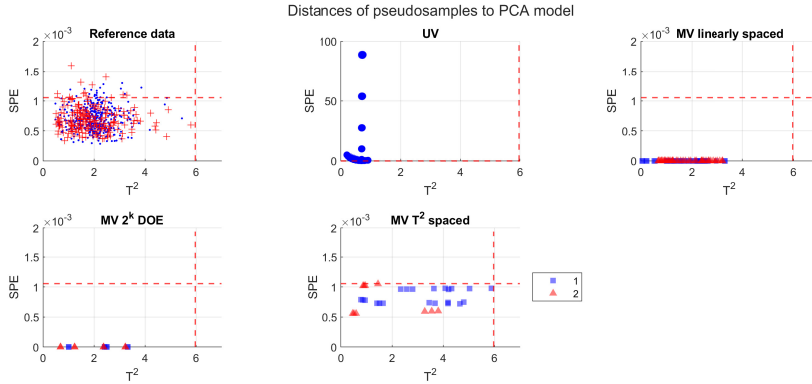 Distances of pseudosamples to PCA model
Reference data
×10⁻³
2
1.5
1
0.5
0
SPE
0 2 4 6
T²
UV
100
50
0
SPE
0 2 4 6
T²
MV linearly spaced
×10⁻³
2
1.5
1
0.5
0
SPE
0 2 4 6
T²
MV 2ᵏ DOE
×10⁻³
2
1.5
1
0.5
0
SPE
0 2 4 6
T²
MV T² spaced
×10⁻³
2
1.5
1
0.5
0
SPE
0 2 4 6
T²
1
2